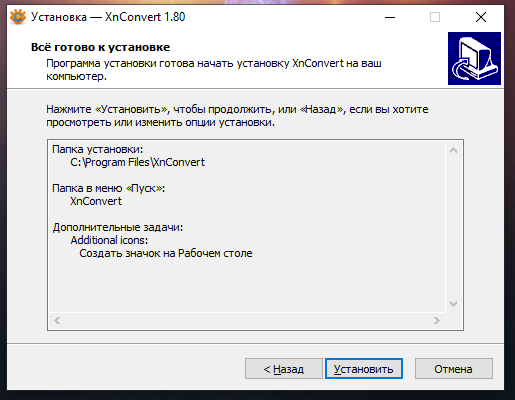 Установка — XnConvert 1.80
Всё готово к установке
Программа установки готова начать установку XnConvert на ваш
компьютер.
Нажмите «Установить», чтобы продолжить, или «Назад», если вы хотите
просмотреть или изменить опции установки.
Папка установки:
C:\Program Files\XnConvert
Папка в меню «Пуск»:
XnConvert
Дополнительные задачи:
Additional icons:
Создать значок на Рабочем столе
< Назад
Установить
Отмена